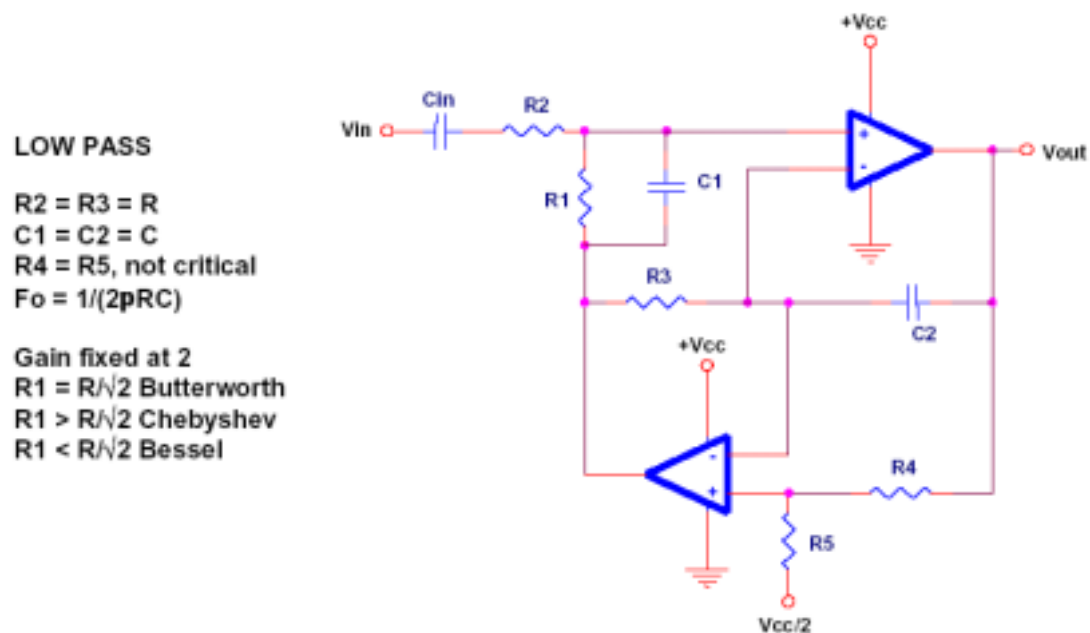 LOW PASS
R2 = R3 = R
C1 = C2 = C
R4 = R5, not critical
Fo = 1/(2pRC)
Gain fixed at 2
R1 = R/√2 Butterworth
R1 > R/√2 Chebyshev
R1 < R/√2 Bessel
+Vcc
Cin
R2
Vin
+
-
Vout
R1
C1
R3
C2
+Vcc
-
+
R4
R5
Vcc/2